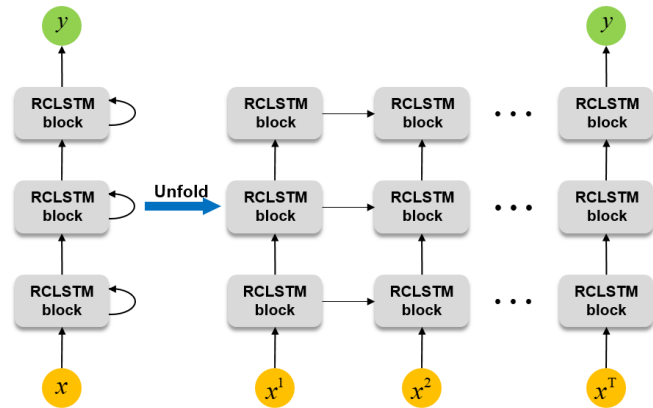 y
y
RCLSTM
block
RCLSTM
block
RCLSTM
block
. . .
RCLSTM
block
RCLSTM
block
Unfold
RCLSTM
block
RCLSTM
block
. . .
RCLSTM
block
RCLSTM
block
RCLSTM
block
RCLSTM
block
. . .
RCLSTM
block
x
x¹
x²
xᵀ